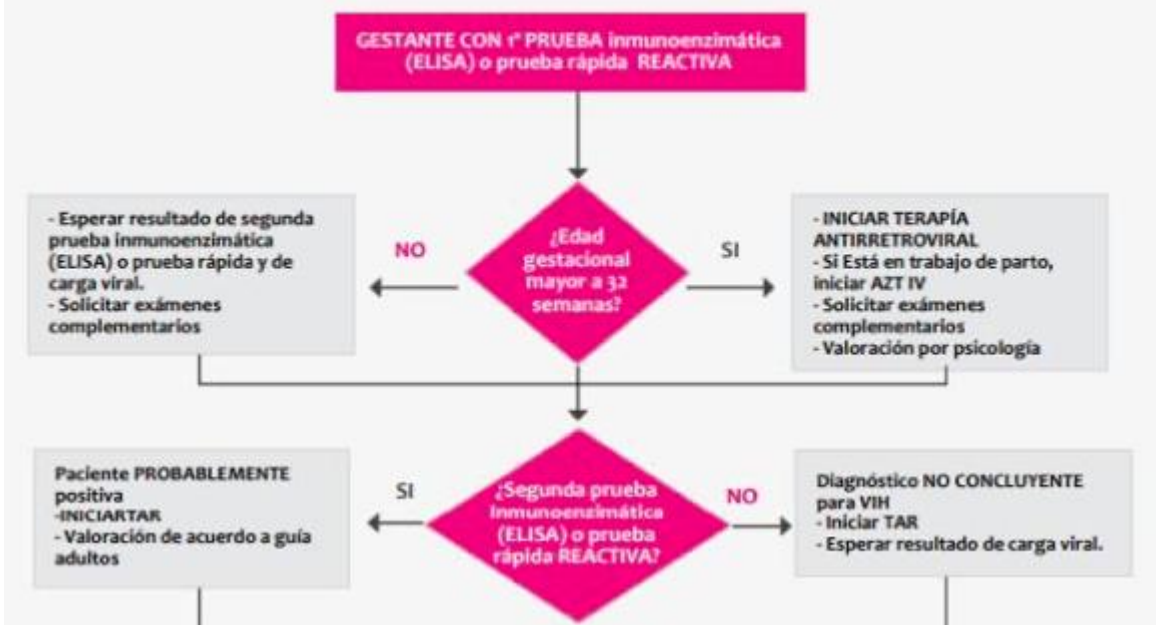 GESTANTE CON 1° PRUEBA inmunoenzimática
(ELISA) o prueba rápida REACTIVA
- Esperar resultado de segunda
prueba inmunoenzimática
(ELISA) o prueba rápida y de
carga viral.
- Solicitar exámenes
complementarios
NO
¿Edad
gestacional
mayor a 32
semanas?
SI
- INICIAR TERAPÍA
ANTIRRETROVIRAL
- Si Está en trabajo de parto,
iniciar AZT IV
- Solicitar exámenes
complementarios
- Valoración por psicología
Paciente PROBABLEMENTE
positiva
-INICIARTAR
- Valoración de acuerdo a guía
adultos
SI
¿Segunda prueba
Inmunoenzimática
(ELISA) o prueba
rápida REACTIVA?
NO
Diagnóstico NO CONCLUYENTE
para VIH
- Iniciar TAR
- Esperar resultado de carga viral.